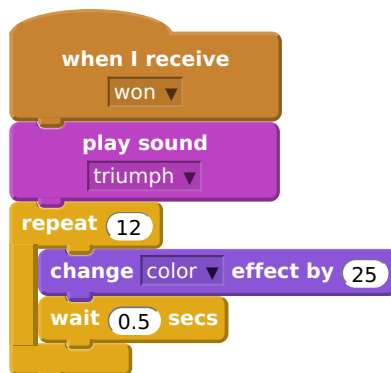 when I receive
won ▼
play sound
triumph ▼
repeat 12
change color ▼ effect by 25
wait 0.5 secs